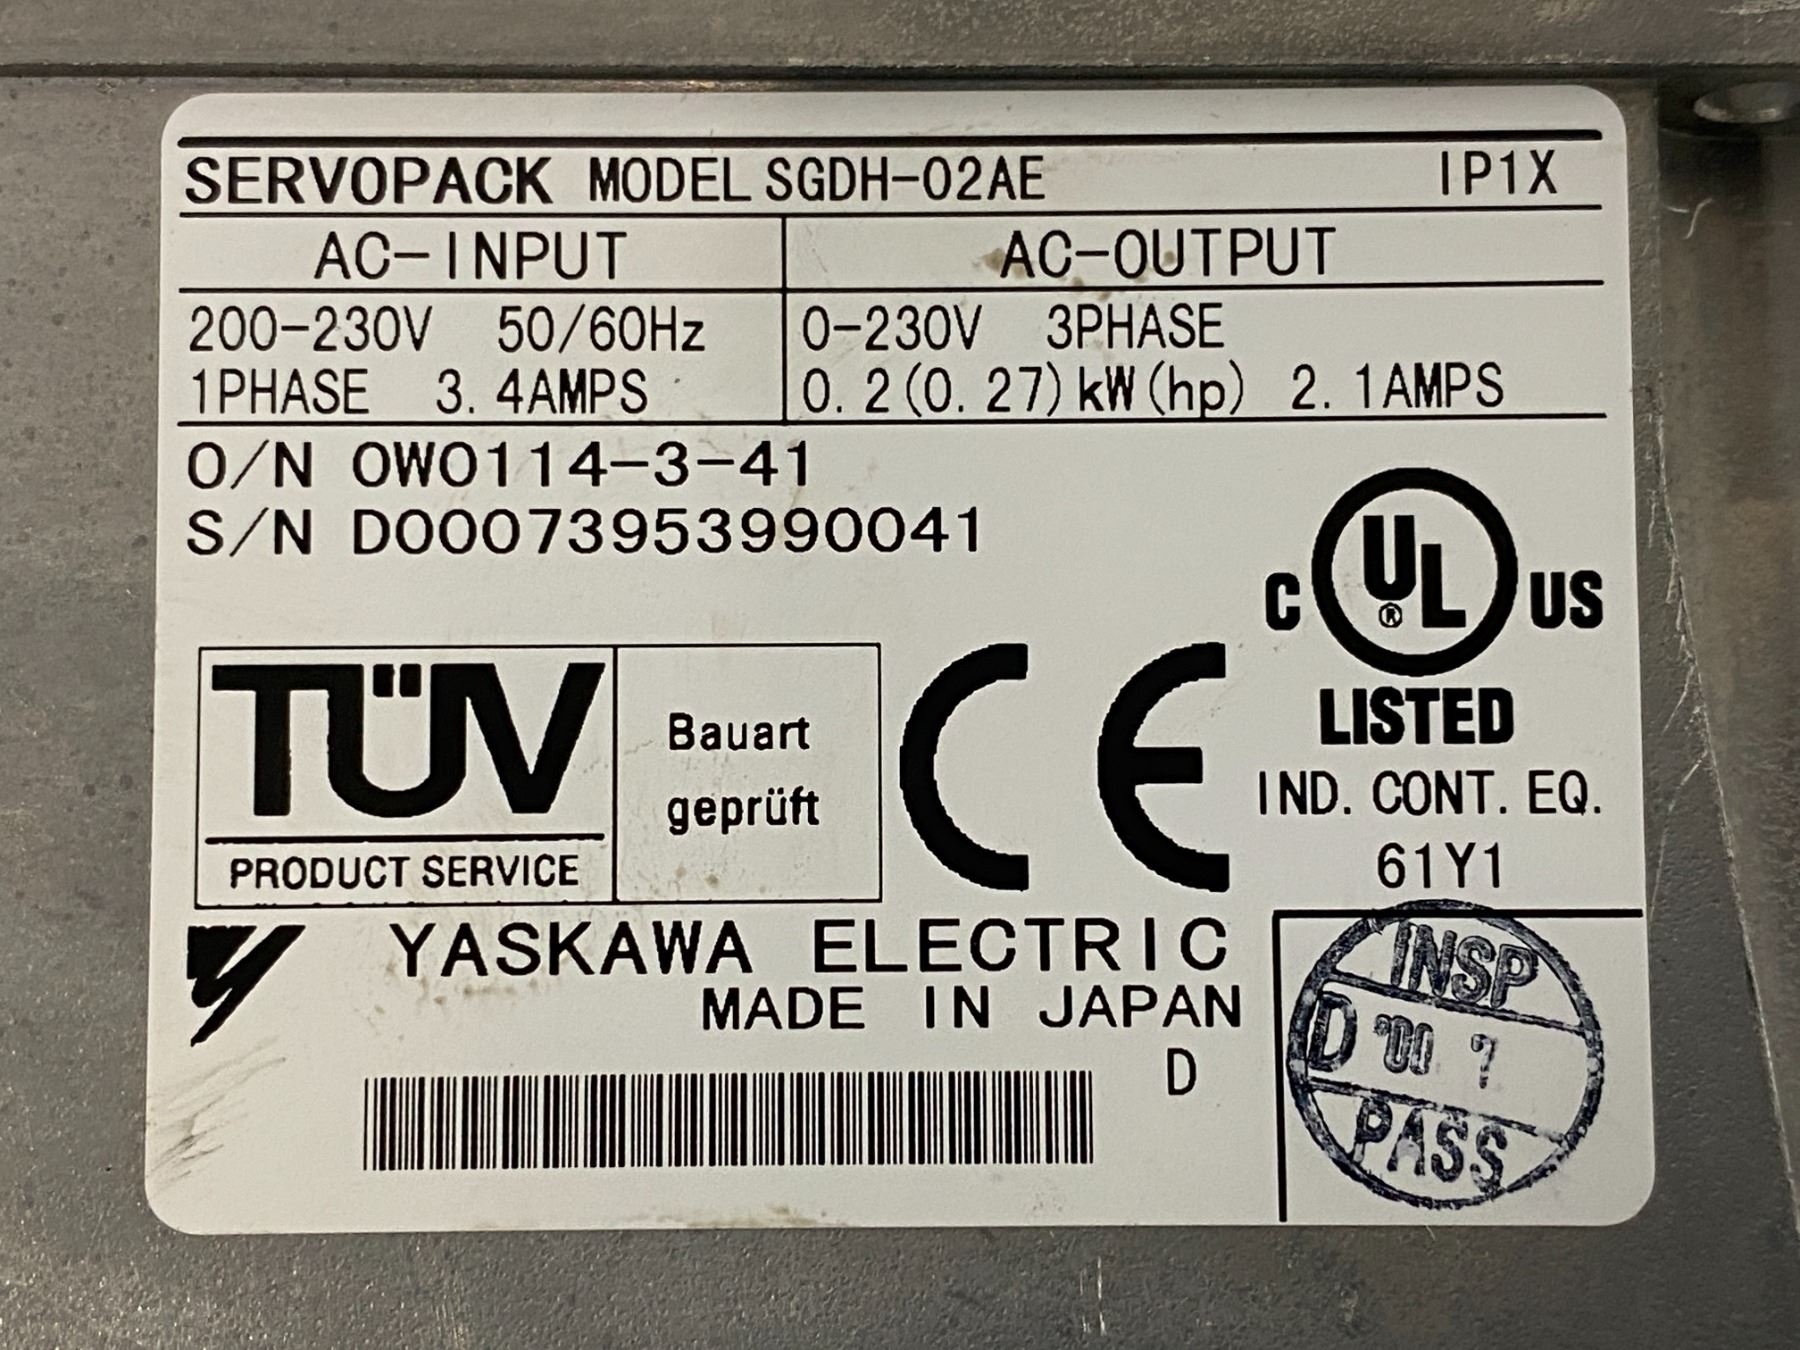 SERVOPACK MODEL SGDH-02AE IP1X
AC-INPUT AC-OUTPUT
200-230V 50/60Hz 0-230V 3PHASE
1PHASE 3.4AMPS 0.2(0.27)kW(hp) 2.1AMPS
O/N 0W0114-3-41
S/N D00073953990041
C UL® US
LISTED
IND. CONT. EQ.
61Y1
TÜV
PRODUCT SERVICE
Bauart
geprüft
CE
YASKAWA ELECTRIC
MADE IN JAPAN
D
INSP
D '00 7
PASS